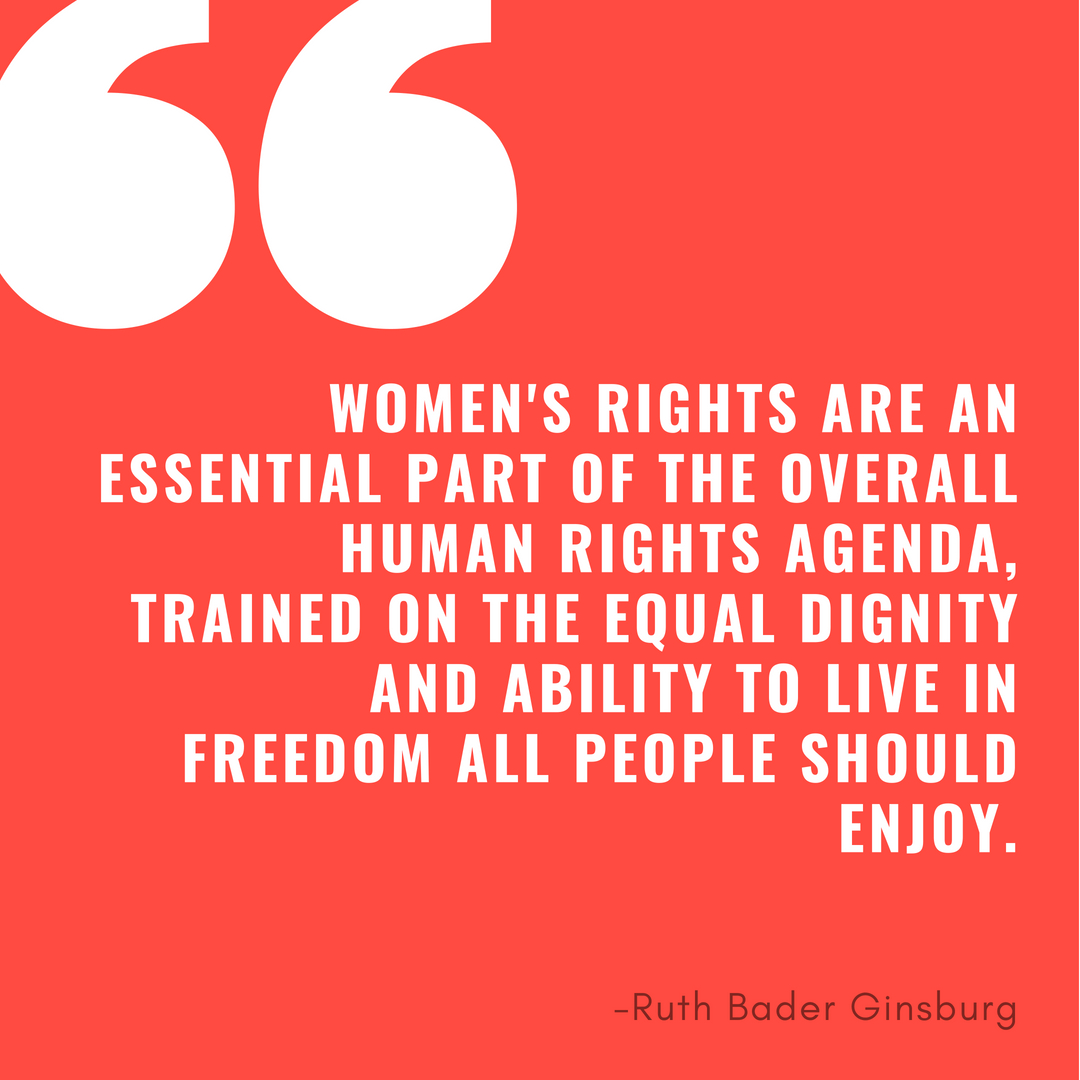 “
WOMEN'S RIGHTS ARE AN
ESSENTIAL PART OF THE OVERALL
HUMAN RIGHTS AGENDA,
TRAINED ON THE EQUAL DIGNITY
AND ABILITY TO LIVE IN
FREEDOM ALL PEOPLE SHOULD
ENJOY.
-Ruth Bader Ginsburg